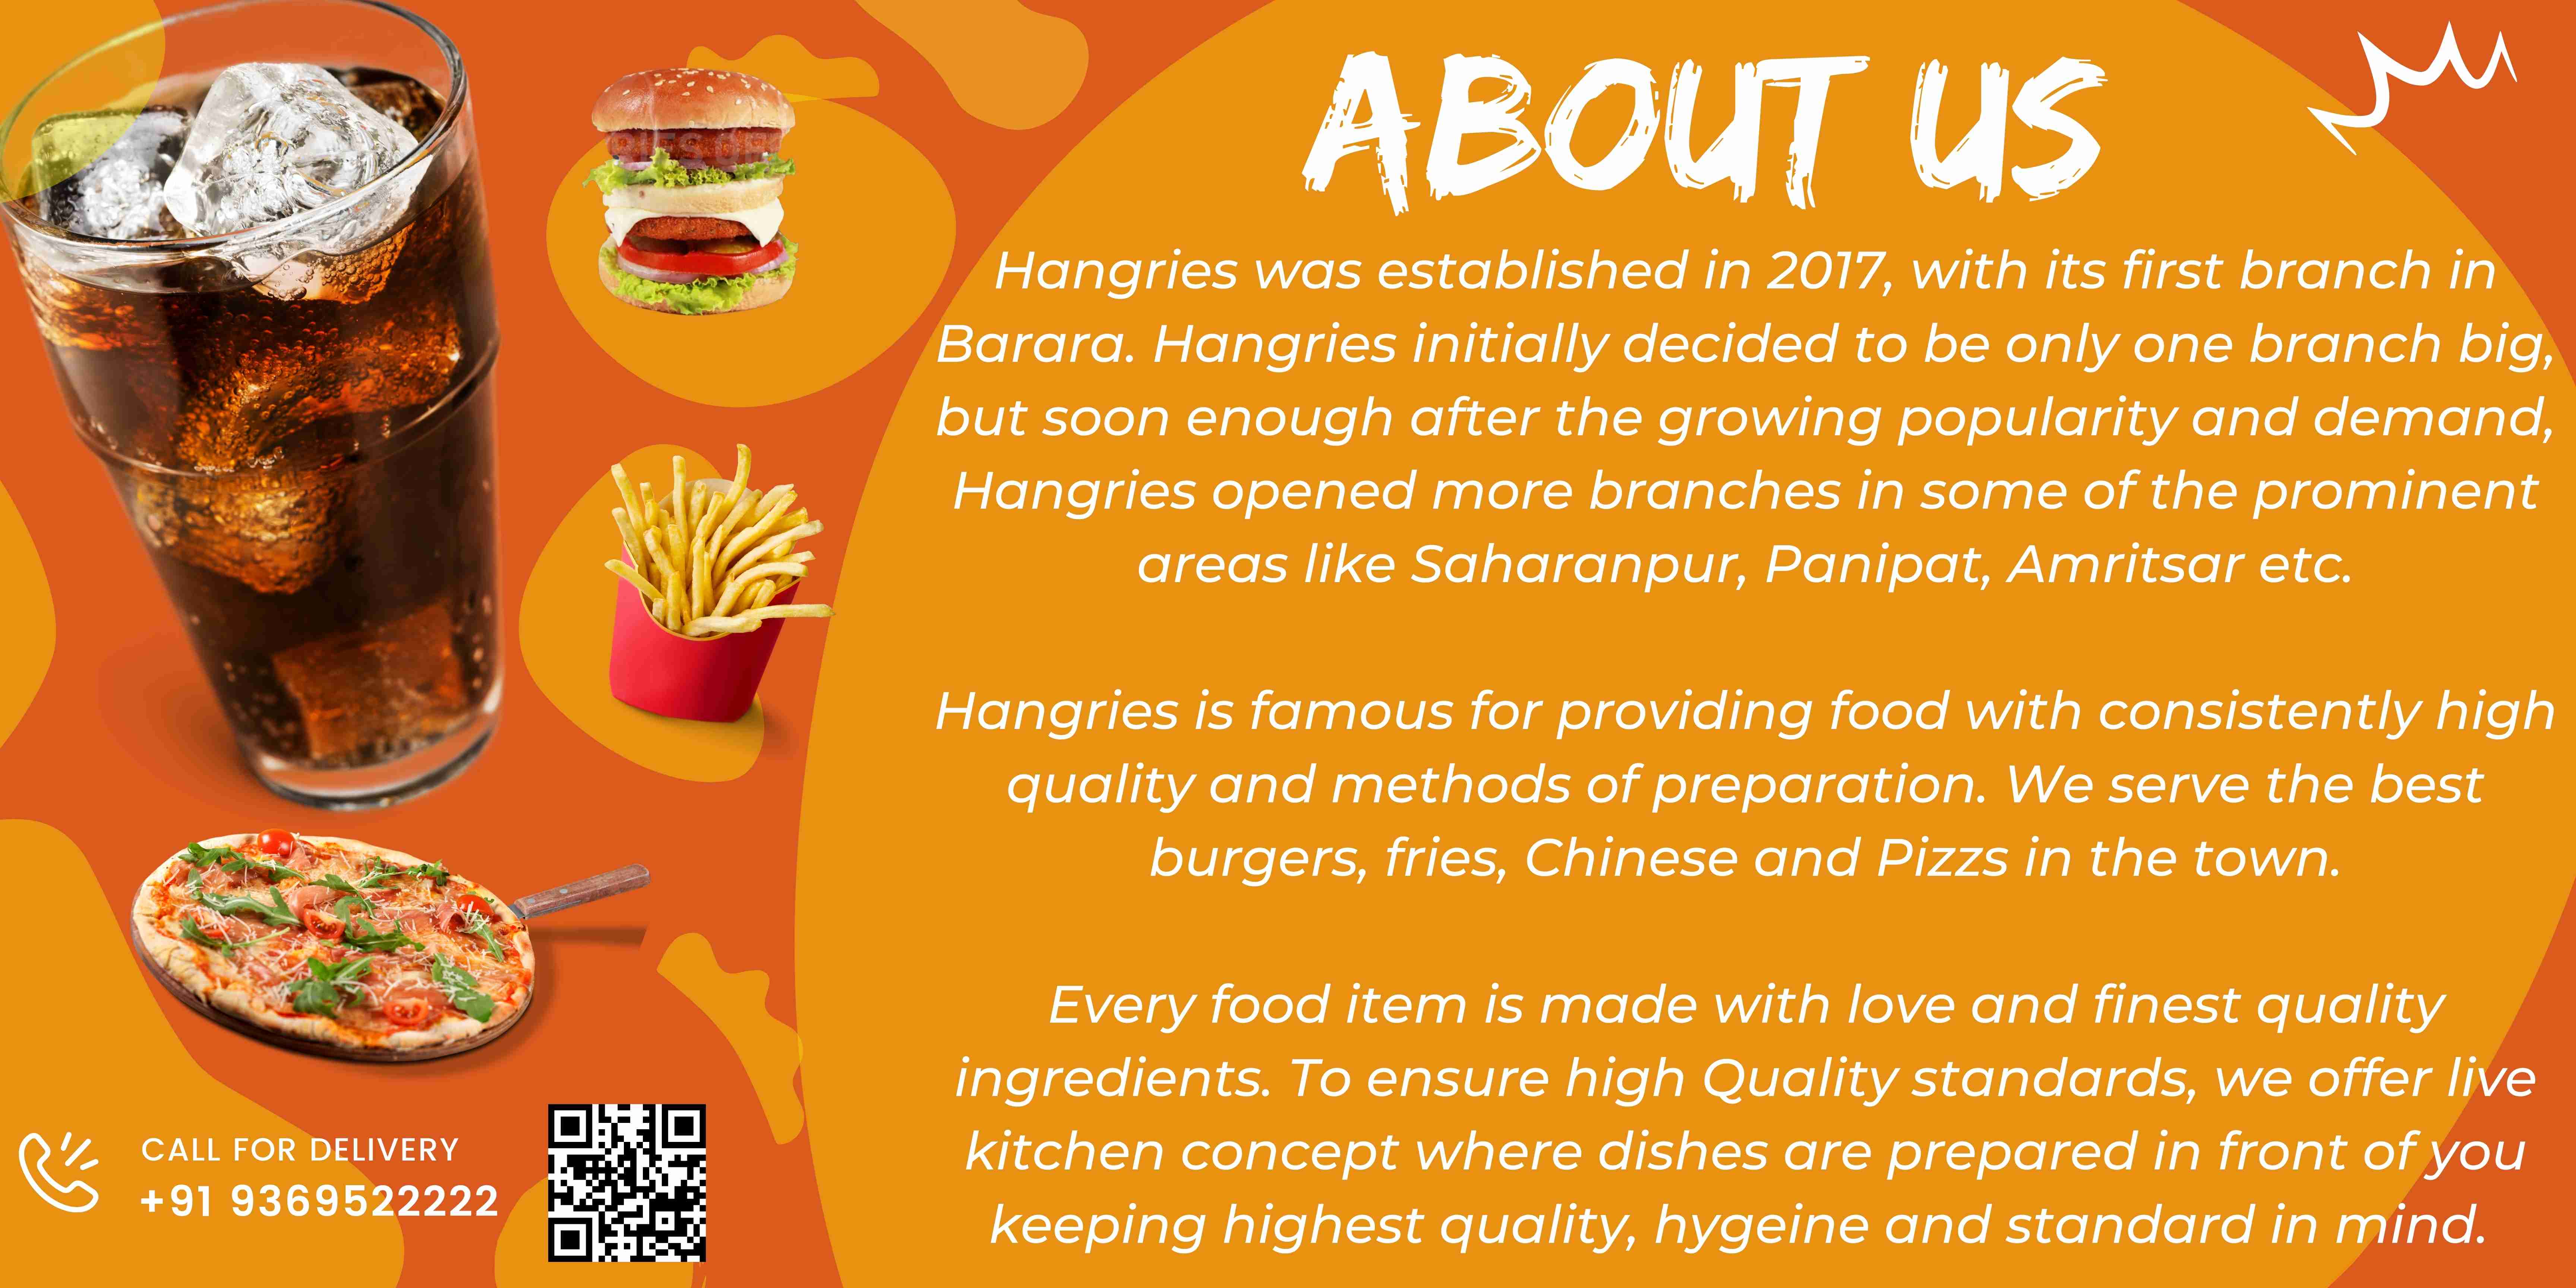 ABOUT US
Hangries was established in 2017, with its first branch in
Barara. Hangries initially decided to be only one branch big,
but soon enough after the growing popularity and demand,
Hangries opened more branches in some of the prominent
areas like Saharanpur, Panipat, Amritsar etc.
Hangries is famous for providing food with consistently high
quality and methods of preparation. We serve the best
burgers, fries, Chinese and Pizzs in the town.
Every food item is made with love and finest quality
ingredients. To ensure high Quality standards, we offer live
kitchen concept where dishes are prepared in front of you
keeping highest quality, hygeine and standard in mind.
CALL FOR DELIVERY
+91 9369522222